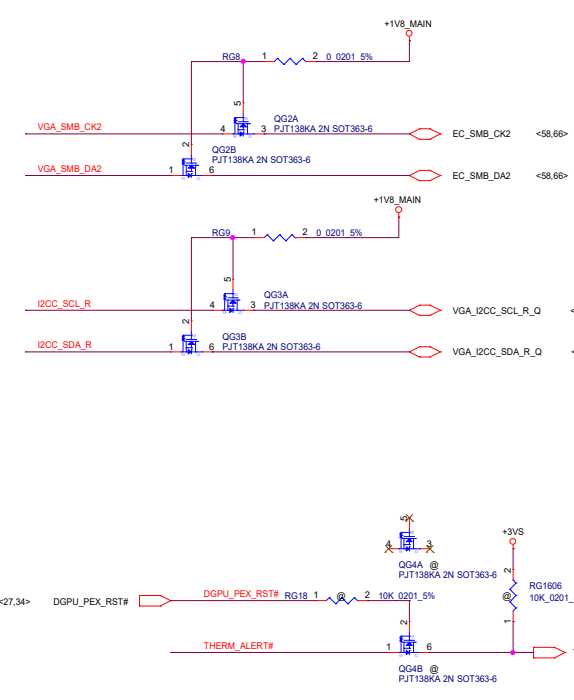 +1V8_MAIN
RG8 1 2 0_0201_5%
5
QG2A
VGA_SMB_CK2 4 3 PJT138KA 2N SOT363-6 EC_SMB_CK2 <58,66>
2
QG2B
PJT138KA 2N SOT363-6
VGA_SMB_DA2 1 6 EC_SMB_DA2 <58,66>
+1V8_MAIN
RG9 1 2 0_0201_5%
5
QG3A
I2CC_SCL_R 4 3 PJT138KA 2N SOT363-6 VGA_I2CC_SCL_R_Q <
2
QG3B
I2CC_SDA_R 1 6 PJT138KA 2N SOT363-6 VGA_I2CC_SDA_R_Q <
5
+3VS
4 3
QG4A @
PJT138KA 2N SOT363-6
2
RG1606
@ 10K_0201_
1
<27,34> DGPU_PEX_RST# DGPU_PEX_RST# RG18 1 @ 2 10K_0201_5%
2
THERM_ALERT# 1 6
QG4B @
PJT138KA 2N SOT363-6